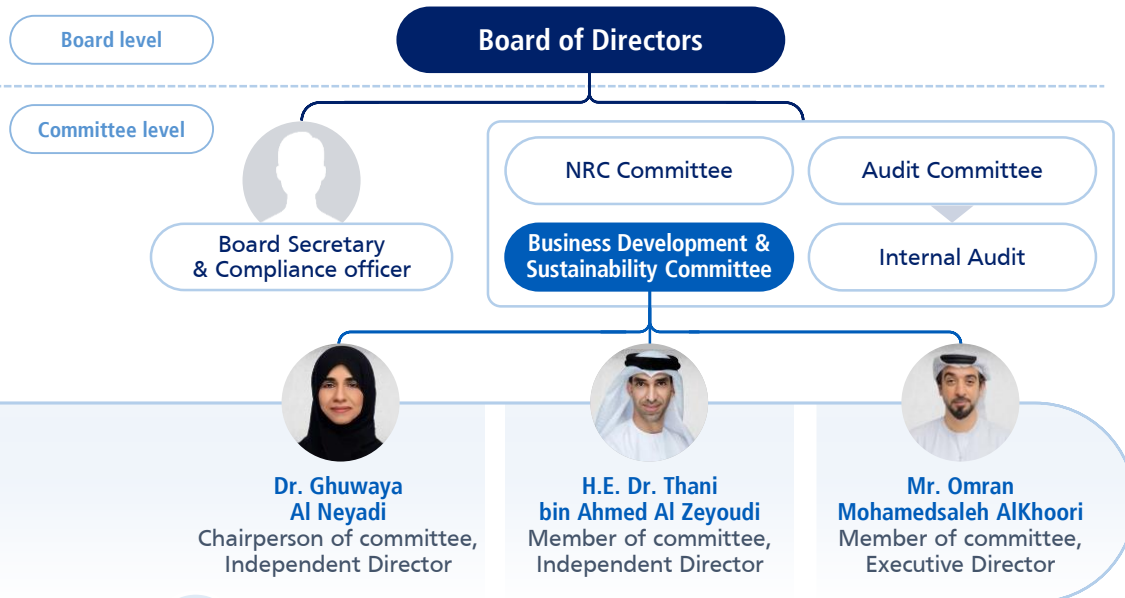 Board level
Board of Directors
Committee level
NRC Committee
Audit Committee
Board Secretary
& Compliance officer
Business Development &
Sustainability Committee
Internal Audit
Dr. Ghuwaya
Al Neyadi
Chairperson of committee,
Independent Director
H.E. Dr. Thani
bin Ahmed Al Zeyoudi
Member of committee,
Independent Director
Mr. Omran
Mohamedsaleh AlKhoori
Member of committee,
Executive Director